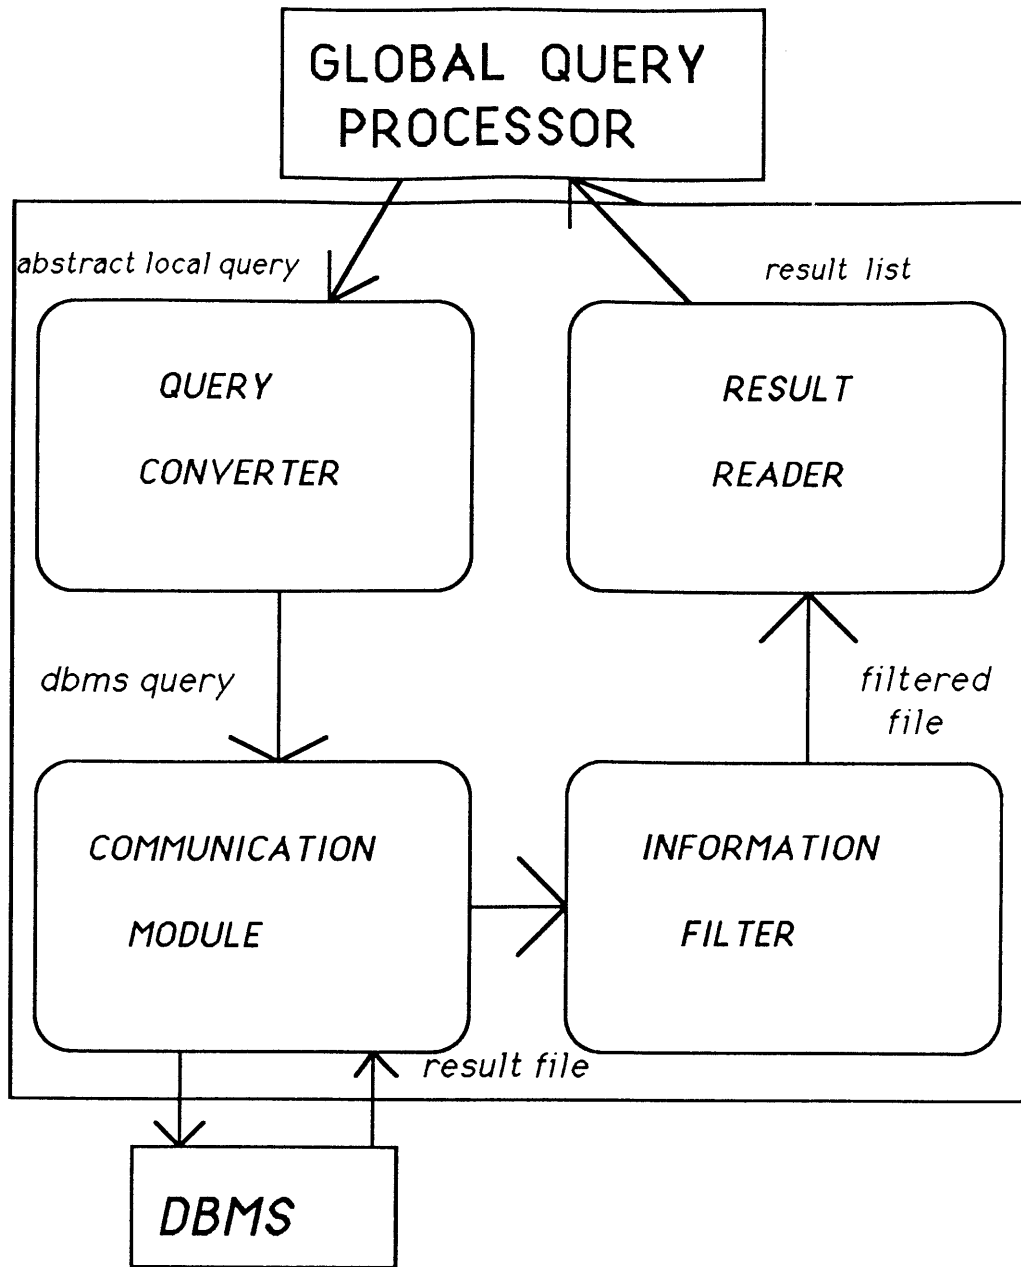 GLOBAL QUERY
PROCESSOR
abstract local query
result list
QUERY
CONVERTER
RESULT
READER
dbms query
filtered
file
COMMUNICATION
MODULE
INFORMATION
FILTER
result file
DBMS